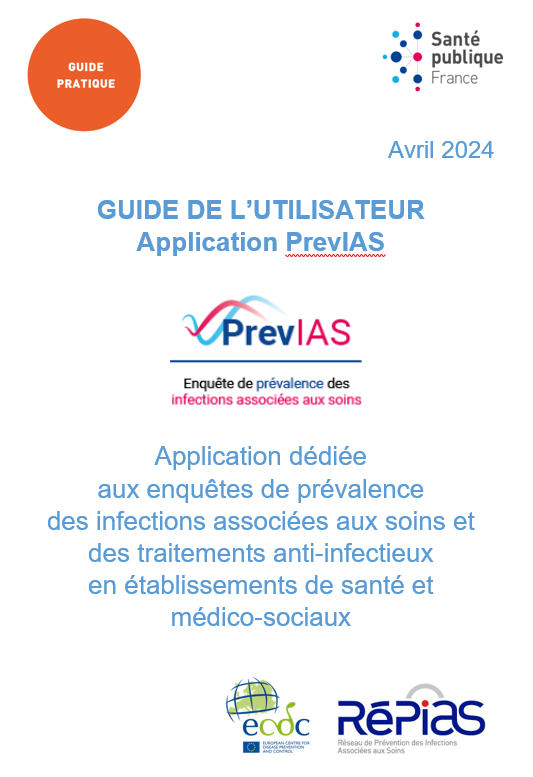 GUIDE
PRATIQUE
Santé
publique
France
Avril 2024
GUIDE DE L’UTILISATEUR
Application PrevIAS
PrevIAS
Enquête de prévalence des
infections associées aux soins
Application dédiée
aux enquêtes de prévalence
des infections associées aux soins et
des traitements anti-infectieux
en établissements de santé et
médico-sociaux
ecdc
EUROPEAN CENTRE FOR
DISEASE PREVENTION
AND CONTROL
RéPiAS
Réseau de Prévention des Infections
Associées aux Soins